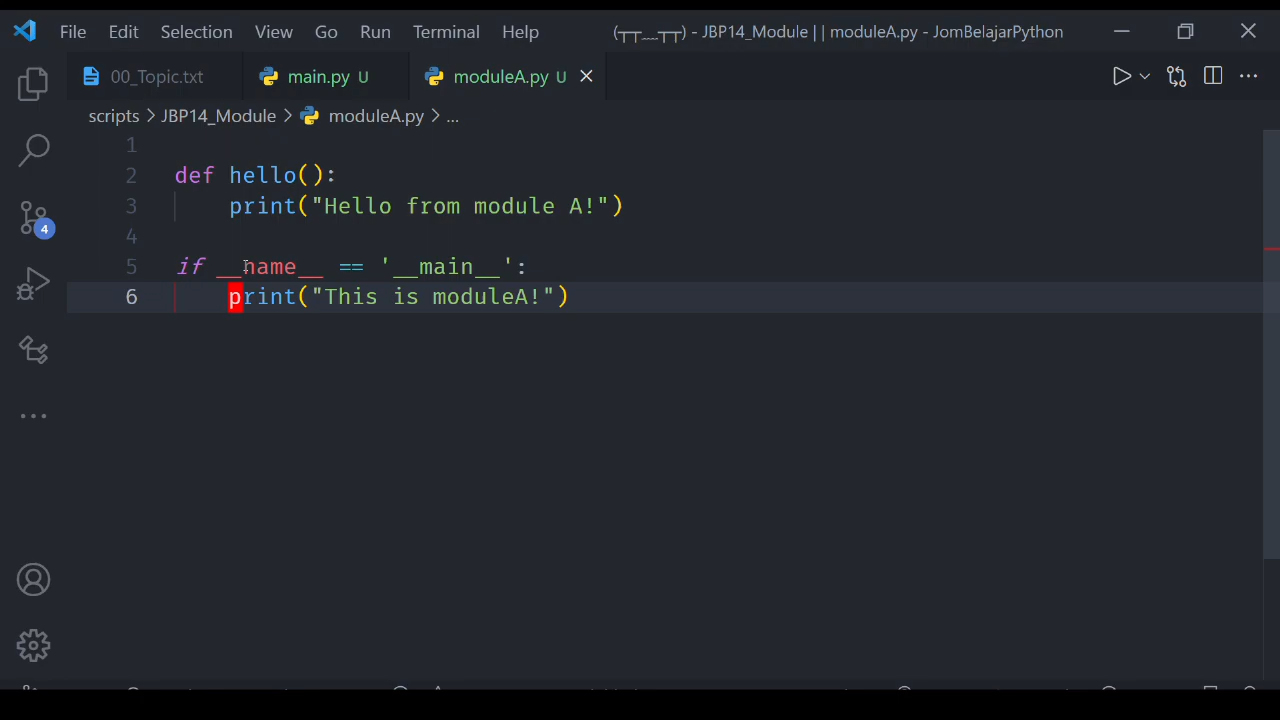 File Edit Selection View Go Run Terminal Help (┬┬﹏┬┬) - JBP14_Module | | moduleA.py - JomBelajarPython
00_Topic.txt main.py U moduleA.py U
scripts > JBP14_Module > moduleA.py > ...
1
2 def hello():
3 print("Hello from module A!")
4
5 if __name__ == '__main__':
6 print("This is moduleA!")
4